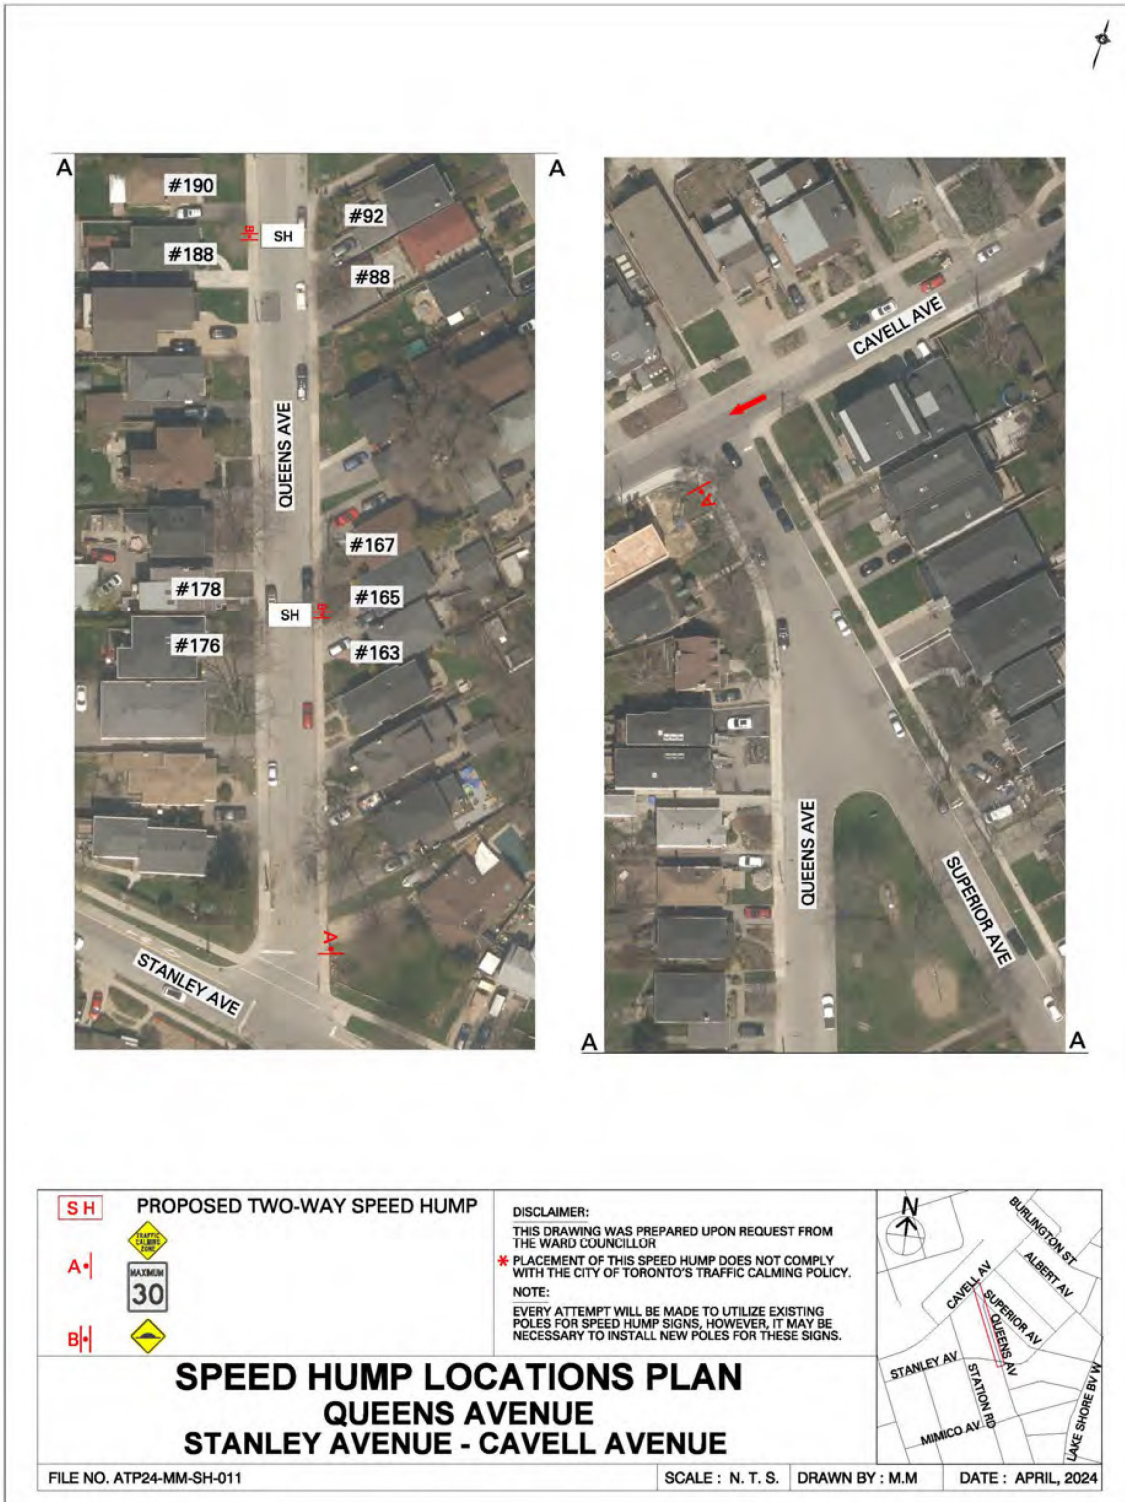 A
A
#190
#92
B
SH
#188
#88
QUEENS AVE
#167
#178
#165
SH
B
#176
#163
A
STANLEY AVE
CAVELL AVE
A
QUEENS AVE
SUPERIOR AVE
A
A
SH
PROPOSED TWO-WAY SPEED HUMP
A
TRAFFIC
CALMING
ZONE
MAXIMUM
30
B
DISCLAIMER:
THIS DRAWING WAS PREPARED UPON REQUEST FROM
THE WARD COUNCILLOR
* PLACEMENT OF THIS SPEED HUMP DOES NOT COMPLY
WITH THE CITY OF TORONTO'S TRAFFIC CALMING POLICY.
NOTE:
EVERY ATTEMPT WILL BE MADE TO UTILIZE EXISTING
POLES FOR SPEED HUMP SIGNS, HOWEVER, IT MAY BE
NECESSARY TO INSTALL NEW POLES FOR THESE SIGNS.
N
BURLINGTON ST
ALBERT AV
CAVELL AV
SUPERIOR AV
QUEENS AV
STANLEY AV
STATION RD
MIMICO AV
LAKE SHORE BV W
SPEED HUMP LOCATIONS PLAN
QUEENS AVENUE
STANLEY AVENUE - CAVELL AVENUE
FILE NO. ATP24-MM-SH-011
SCALE : N. T. S.
DRAWN BY : M.M
DATE : APRIL, 2024